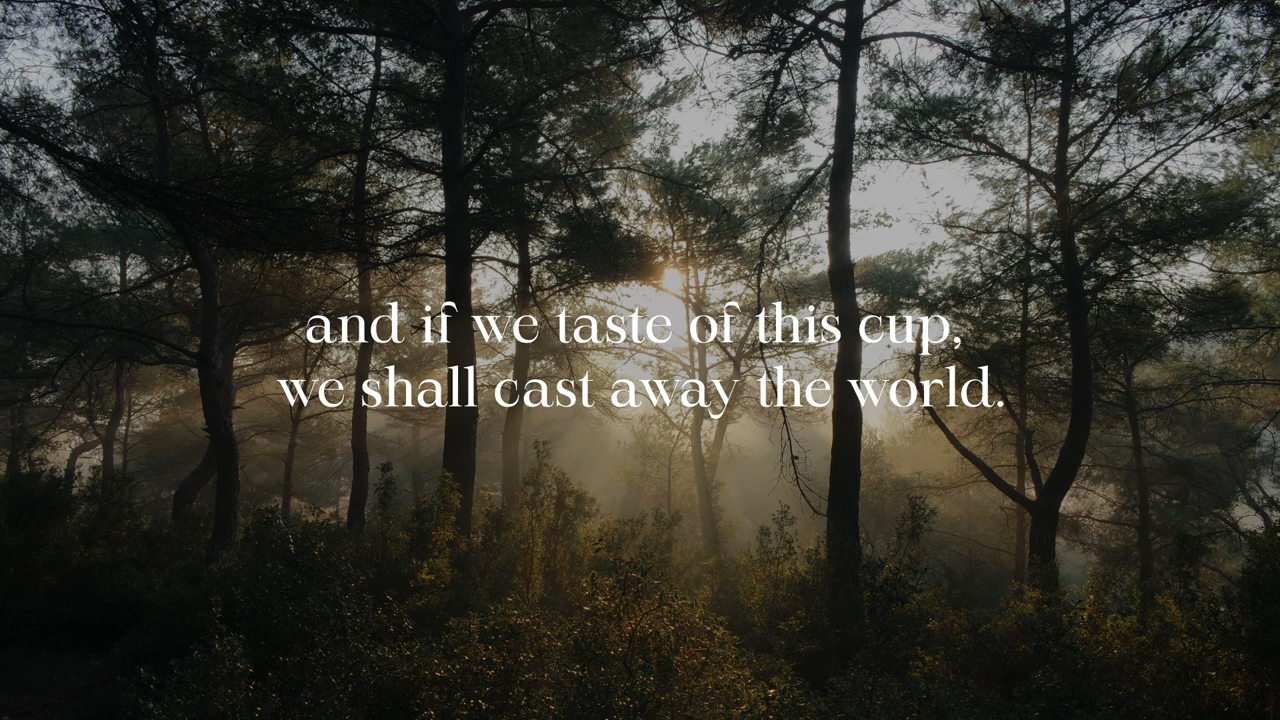 and if we taste of this cup,
we shall cast away the world.